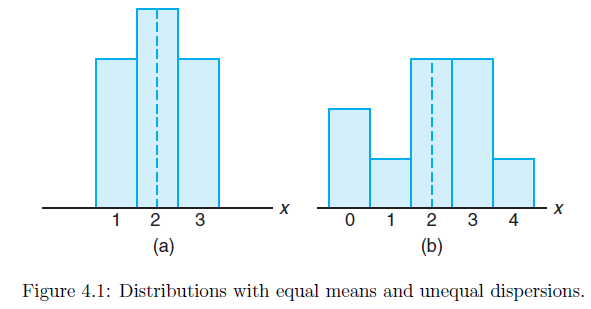 1 2 3 x
(a)
0 1 2 3 4 x
(b)
Figure 4.1: Distributions with equal means and unequal dispersions.